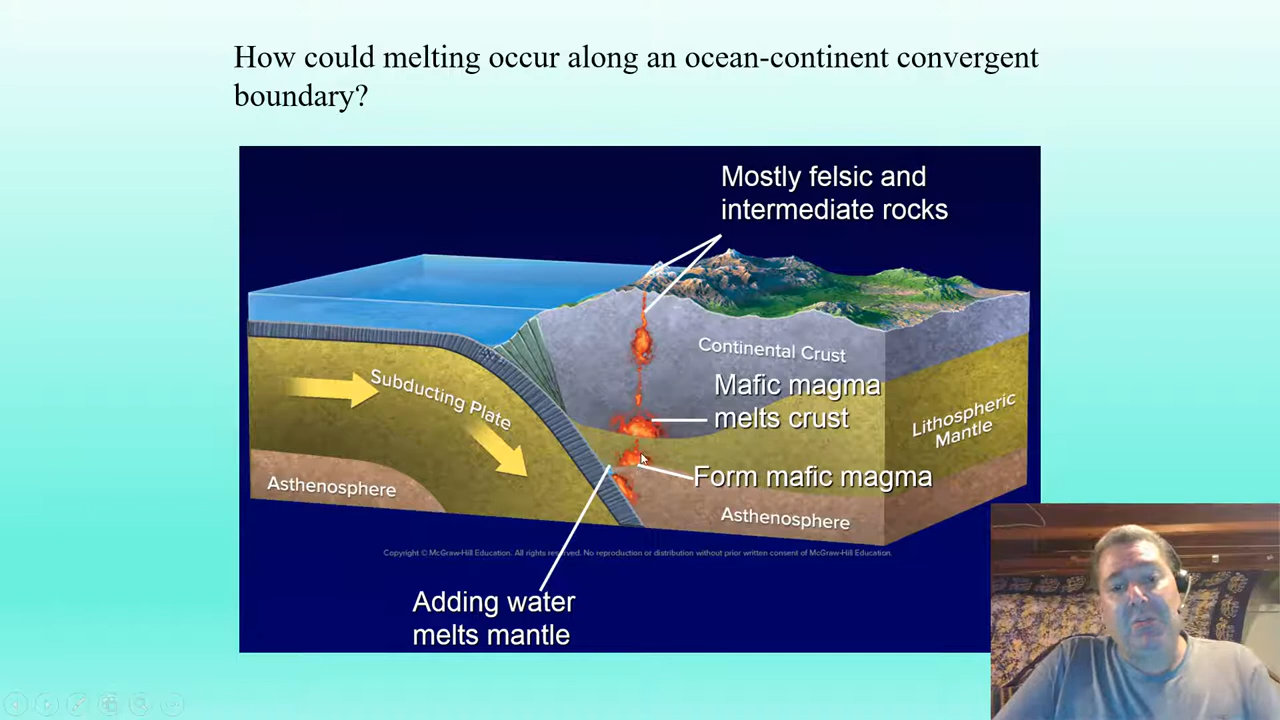 How could melting occur along an ocean-continent convergent
boundary?
Mostly felsic and
intermediate rocks
Continental Crust
Subducting Plate
Mafic magma
melts crust
Lithospheric
Mantle
Form mafic magma
Asthenosphere
Asthenosphere
Copyright © McGraw-Hill Education. All rights reserved. No reproduction or distribution without prior written consent of McGraw-Hill Education.
Adding water
melts mantle